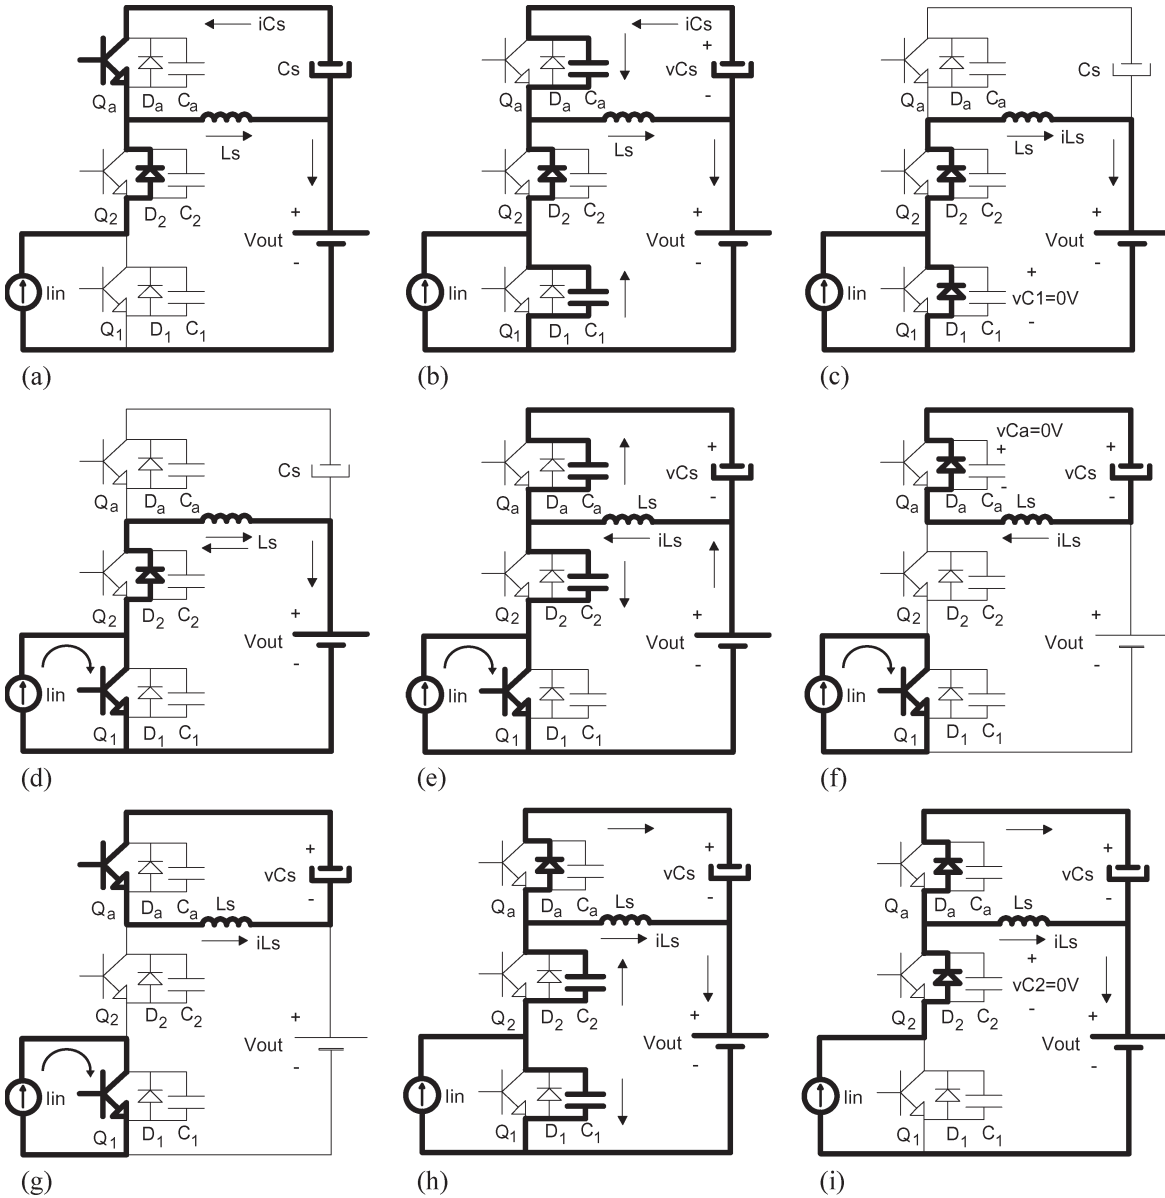 iCs
Cs
Qa Da Ca
Ls
Q2 D2 C2
+
Vout
-
Iin
Q1 D1 C1
(a)
iCs
+
vCs
-
Qa Da Ca
Ls
Q2 D2 C2
+
Vout
-
Iin
Q1 D1 C1
(b)
Cs
Qa Da Ca
Ls iLs
Q2 D2 C2
+
Vout
-
Iin
+
vC1=0V
-
Q1 D1 C1
(c)
Cs
Qa Da Ca
Ls
Q2 D2 C2
+
Vout
-
Iin
Q1 D1 C1
(d)
+
vCs
-
Qa Da Ca
Ls
iLs
Q2 D2 C2
+
Vout
-
Iin
Q1 D1 C1
(e)
vCa=0V
+
-
+
vCs
-
Qa Da Ca
Ls
iLs
Q2 D2 C2
+
Vout
-
Iin
Q1 D1 C1
(f)
+
vCs
-
Qa Da Ca
Ls
iLs
Q2 D2 C2
+
Vout
-
Iin
Q1 D1 C1
(g)
+
vCs
-
Qa Da Ca
Ls
iLs
Q2 D2 C2
+
Vout
-
Iin
Q1 D1 C1
(h)
+
vCs
-
Qa Da Ca
Ls
iLs
+
vC2=0V
-
Q2 D2 C2
+
Vout
-
Iin
Q1 D1 C1
(i)